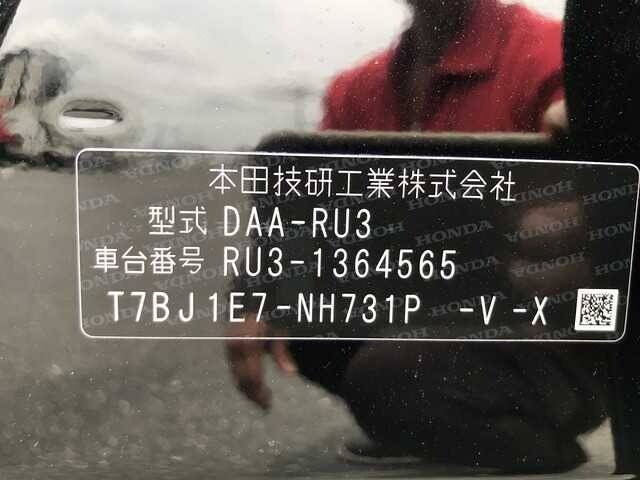 本田技研工業株式会社
型式 DAA-RU3
車台番号 RU3-1364565
T7BJ1E7-NH731P -V -X